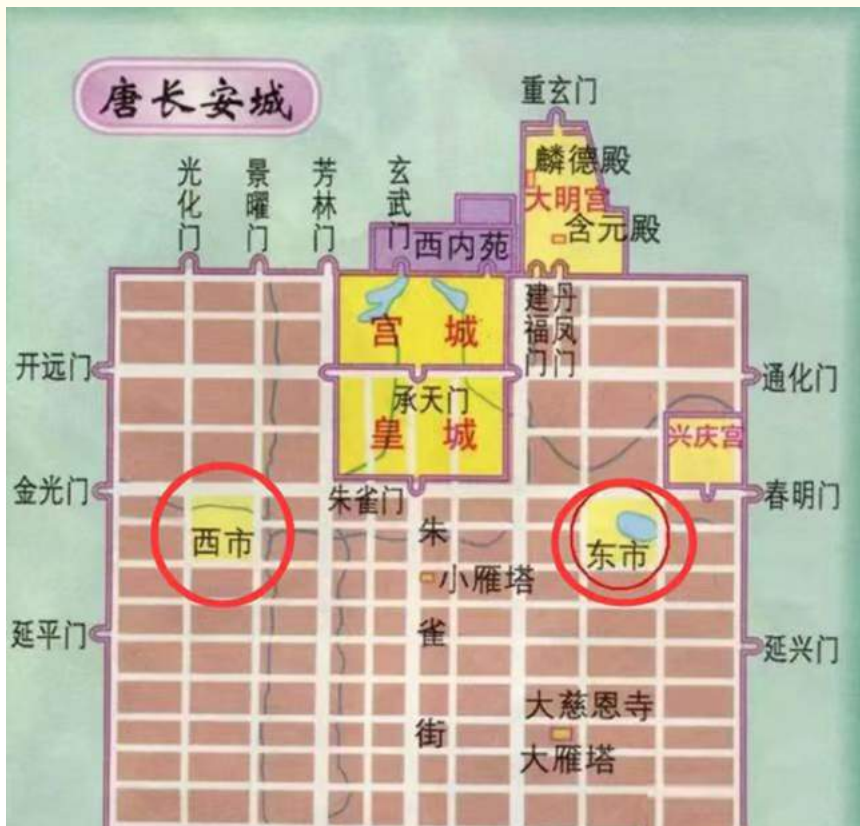 唐长安城
重玄门
麟德殿
大明宫
含元殿
光化门
景曜门
芳林门
玄武门
西内苑
建福门
丹凤门
宫城
开远门
承天门
通化门
皇城
兴庆宫
金光门
朱雀门
春明门
西市
东市
朱雀街
小雁塔
延平门
延兴门
大慈恩寺
大雁塔